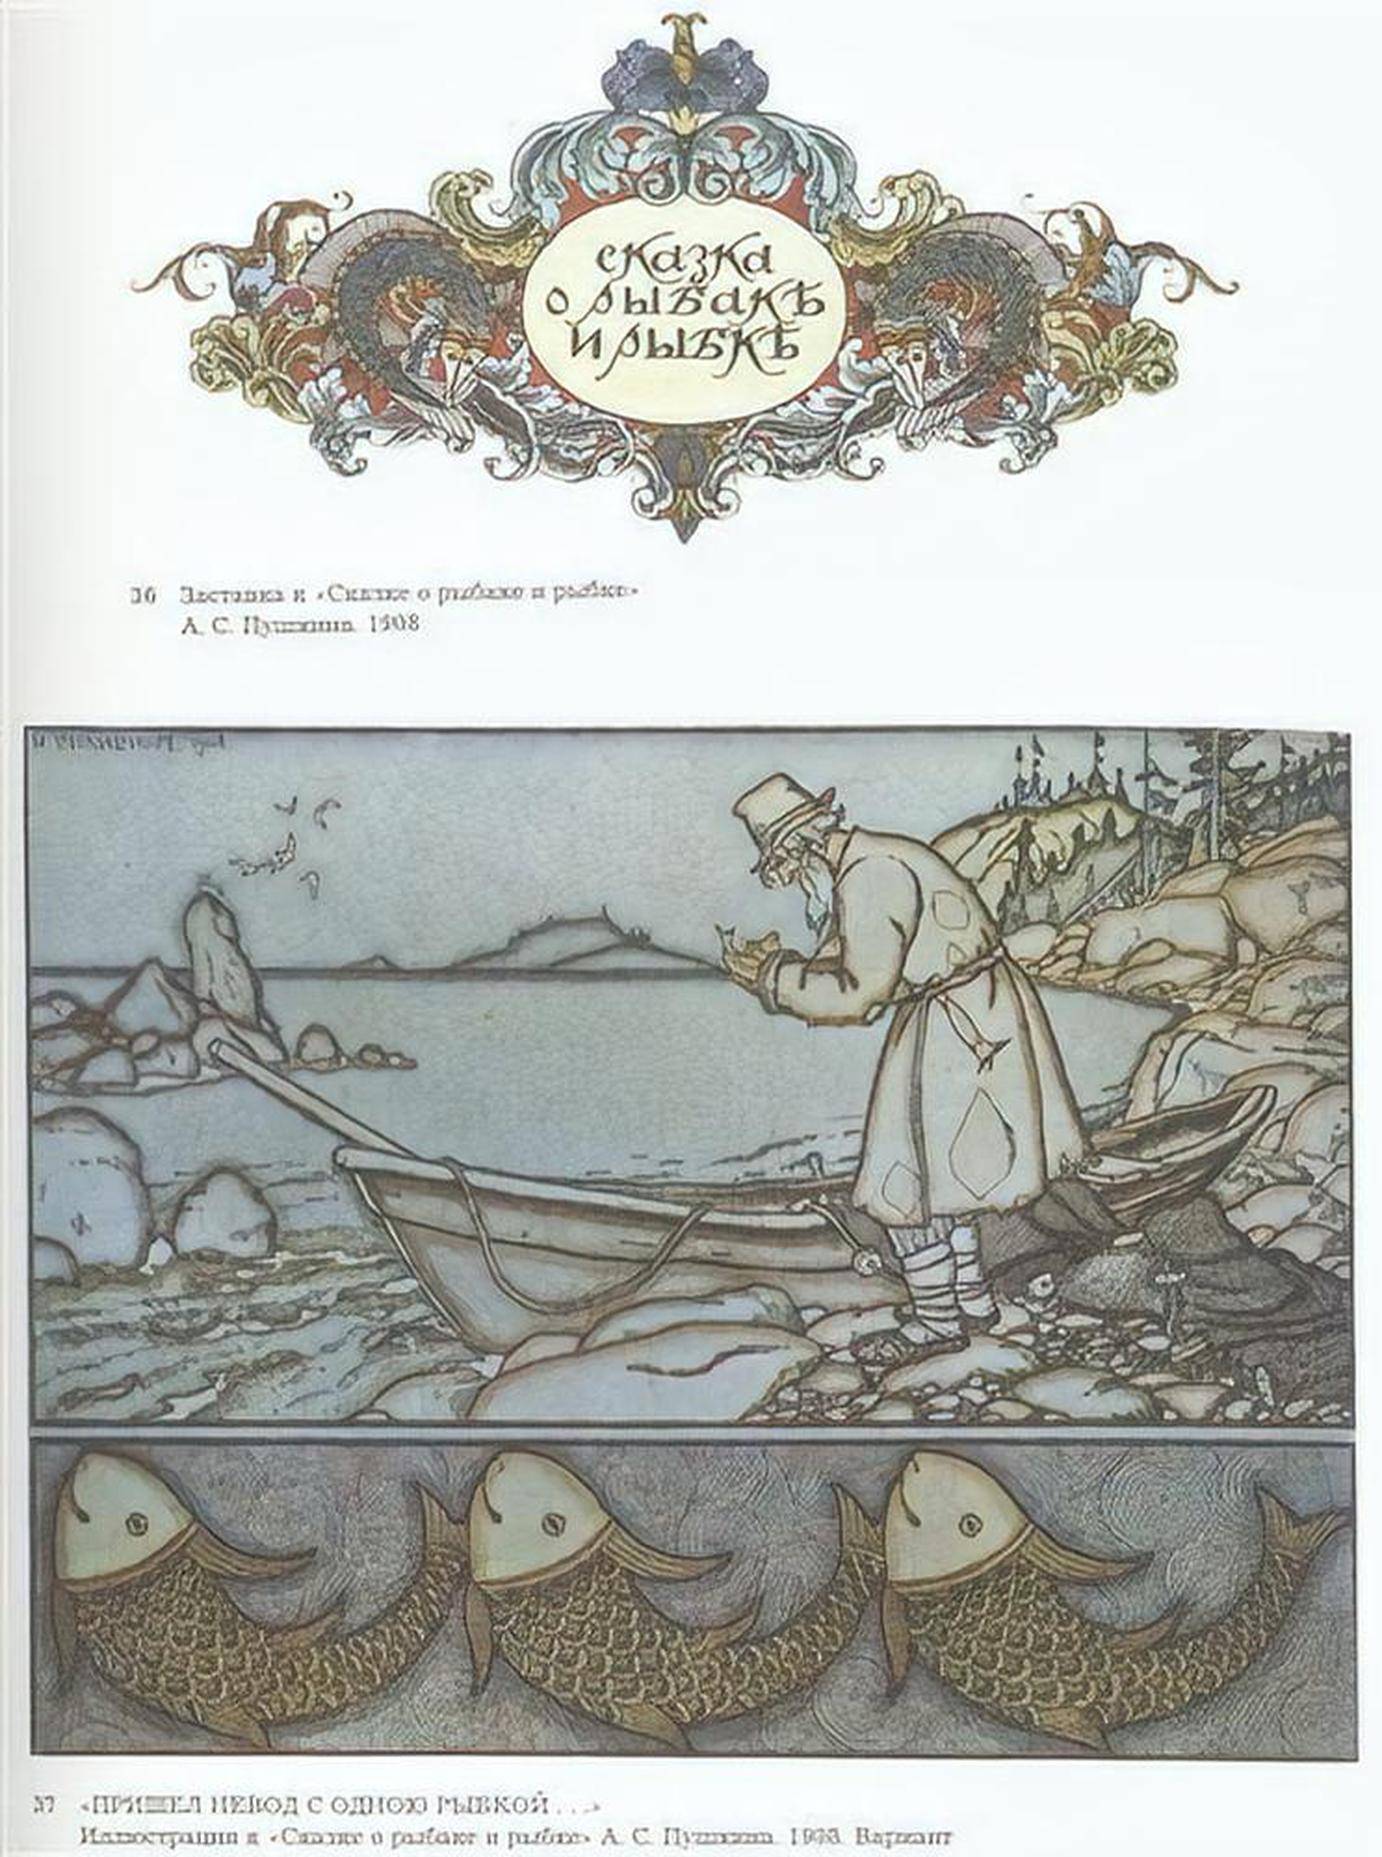 сказка
о рыбакѣ
и рыбкѣ
36 Заставка к «Сказке о рыбаке и рыбке»
А. С. Пушкина. 1908
37 «ПРИШЕЛ НЕВОД С ОДНОЮ РЫБКОЙ . . .»
Иллюстрация к «Сказке о рыбаке и рыбке» А. С. Пушкина. Вариант